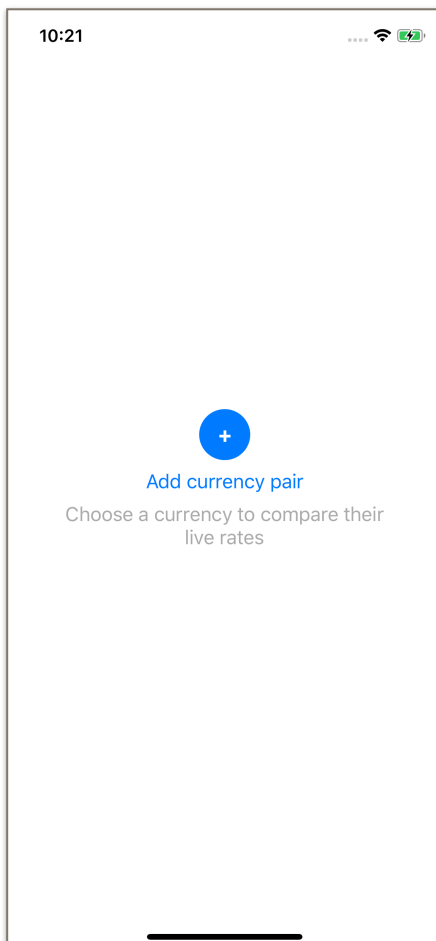 10:21
+
Add currency pair
Choose a currency to compare their
live rates